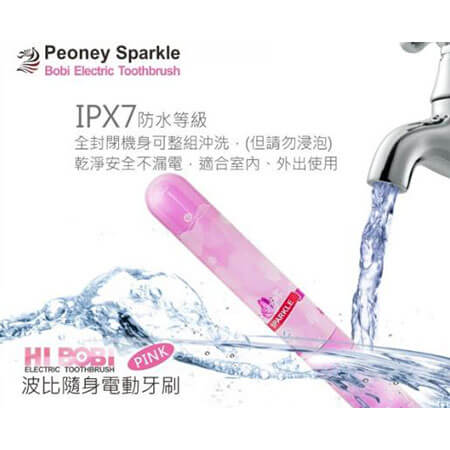 Peoney Sparkle
Bobi Electric Toothbrush
IPX7防水等級
全封閉機身可整組沖洗，(但請勿浸泡)
乾淨安全不漏電，適合室內、外出使用
SPARKLE
HI BOBi PINK
ELECTRIC TOOTHBRUSH
波比隨身電動牙刷